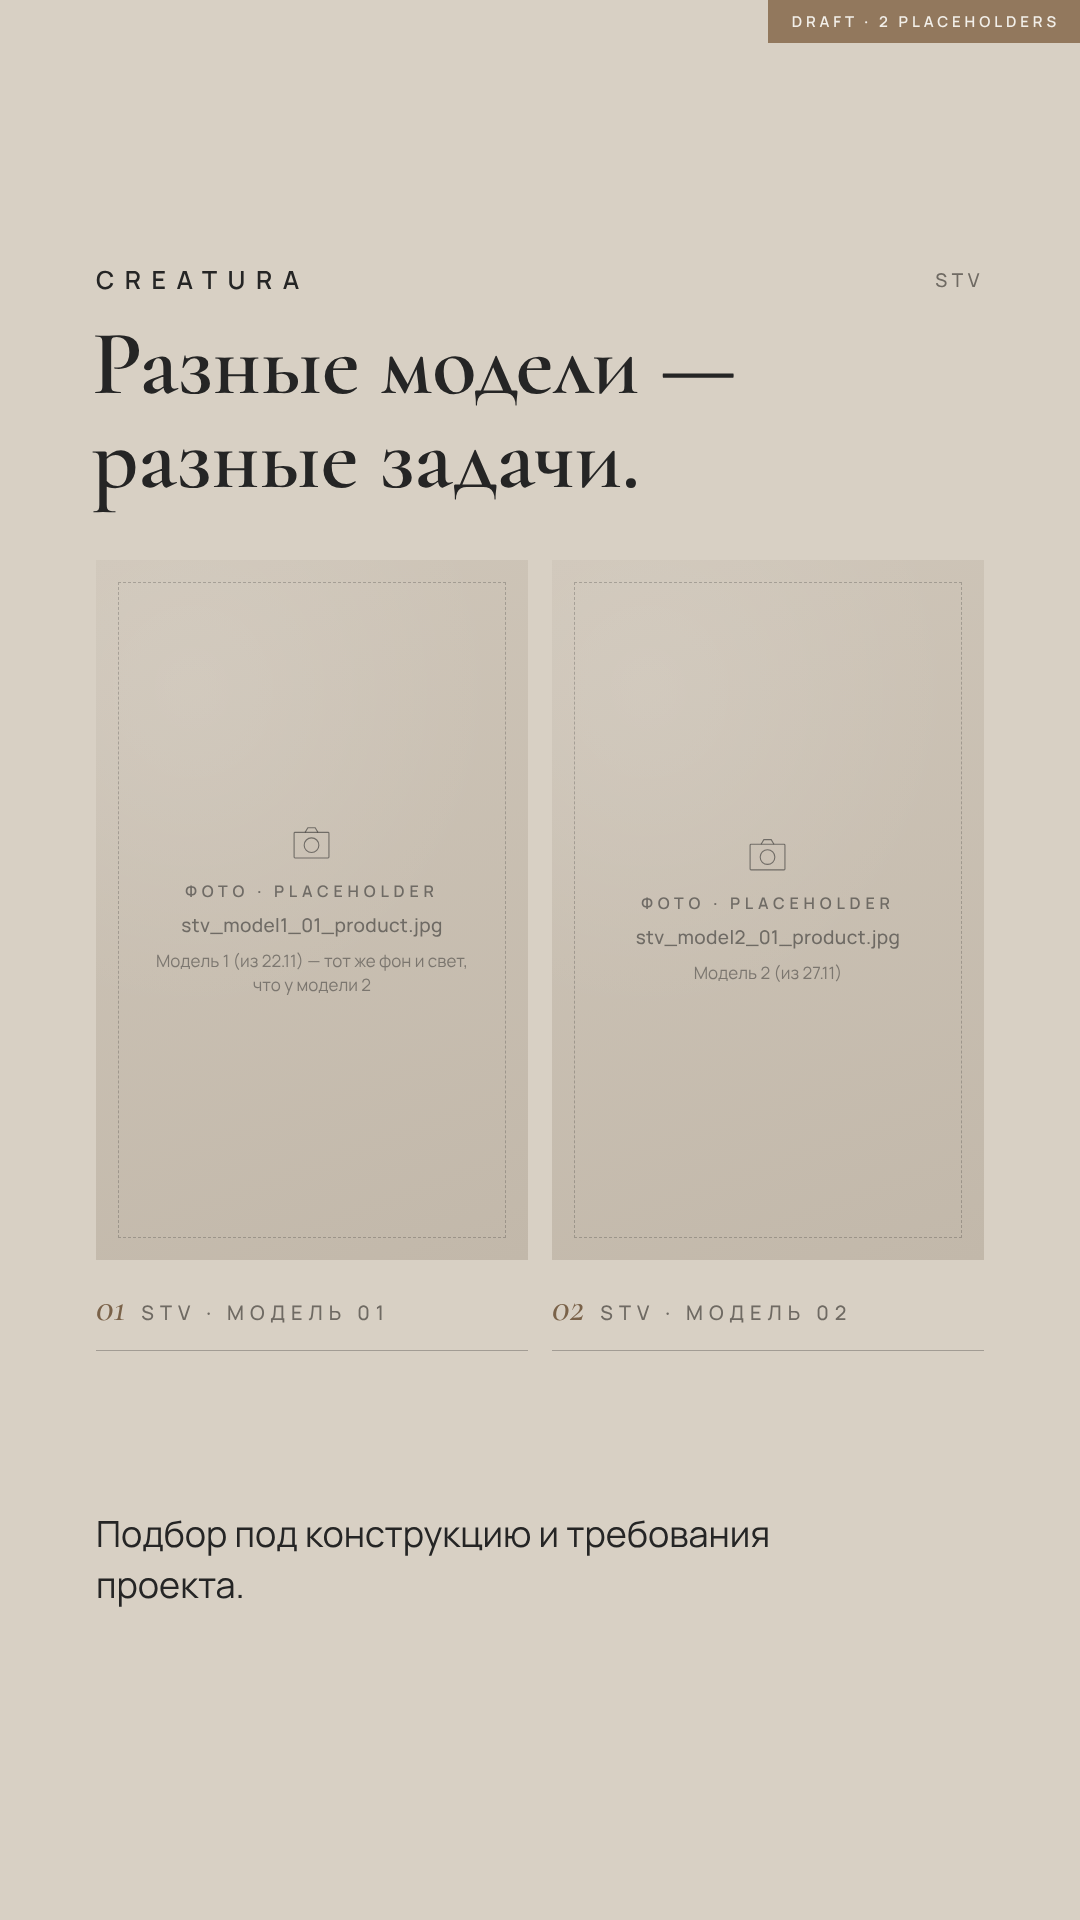 DRAFT · 2 PLACEHOLDERS
CREATURA
STV
Разные модели —
разные задачи.
ФОТО · PLACEHOLDER
stv_model1_01_product.jpg
Модель 1 (из 22.11) — тот же фон и свет,
что у модели 2
ФОТО · PLACEHOLDER
stv_model2_01_product.jpg
Модель 2 (из 27.11)
01 STV · МОДЕЛЬ 01
02 STV · МОДЕЛЬ 02
Подбор под конструкцию и требования
проекта.